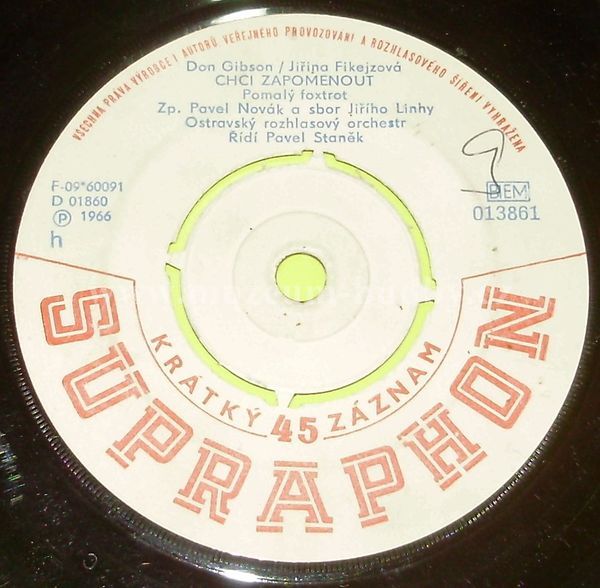 VŠECHNA PRÁVA VÝROBCE I AUTORŮ, VEŘEJNÉHO PROVOZOVÁNÍ A ROZHLASOVÉHO ŠÍŘENÍ VYHRAŽENA
Don Gibson / Jiřina Fikejzová
CHCI ZAPOMENOUT
Pomalý foxtrot
Zp. Pavel Novák a sbor Jiřího Linhy
Ostravský rozhlasový orchestr
Řídí Pavel Staněk
9
F-09*60091
D 01860
Ⓟ 1966
h
BIEM
013861
KRÁTKÝ 45 ZÁZNAM
SUPRAPHON